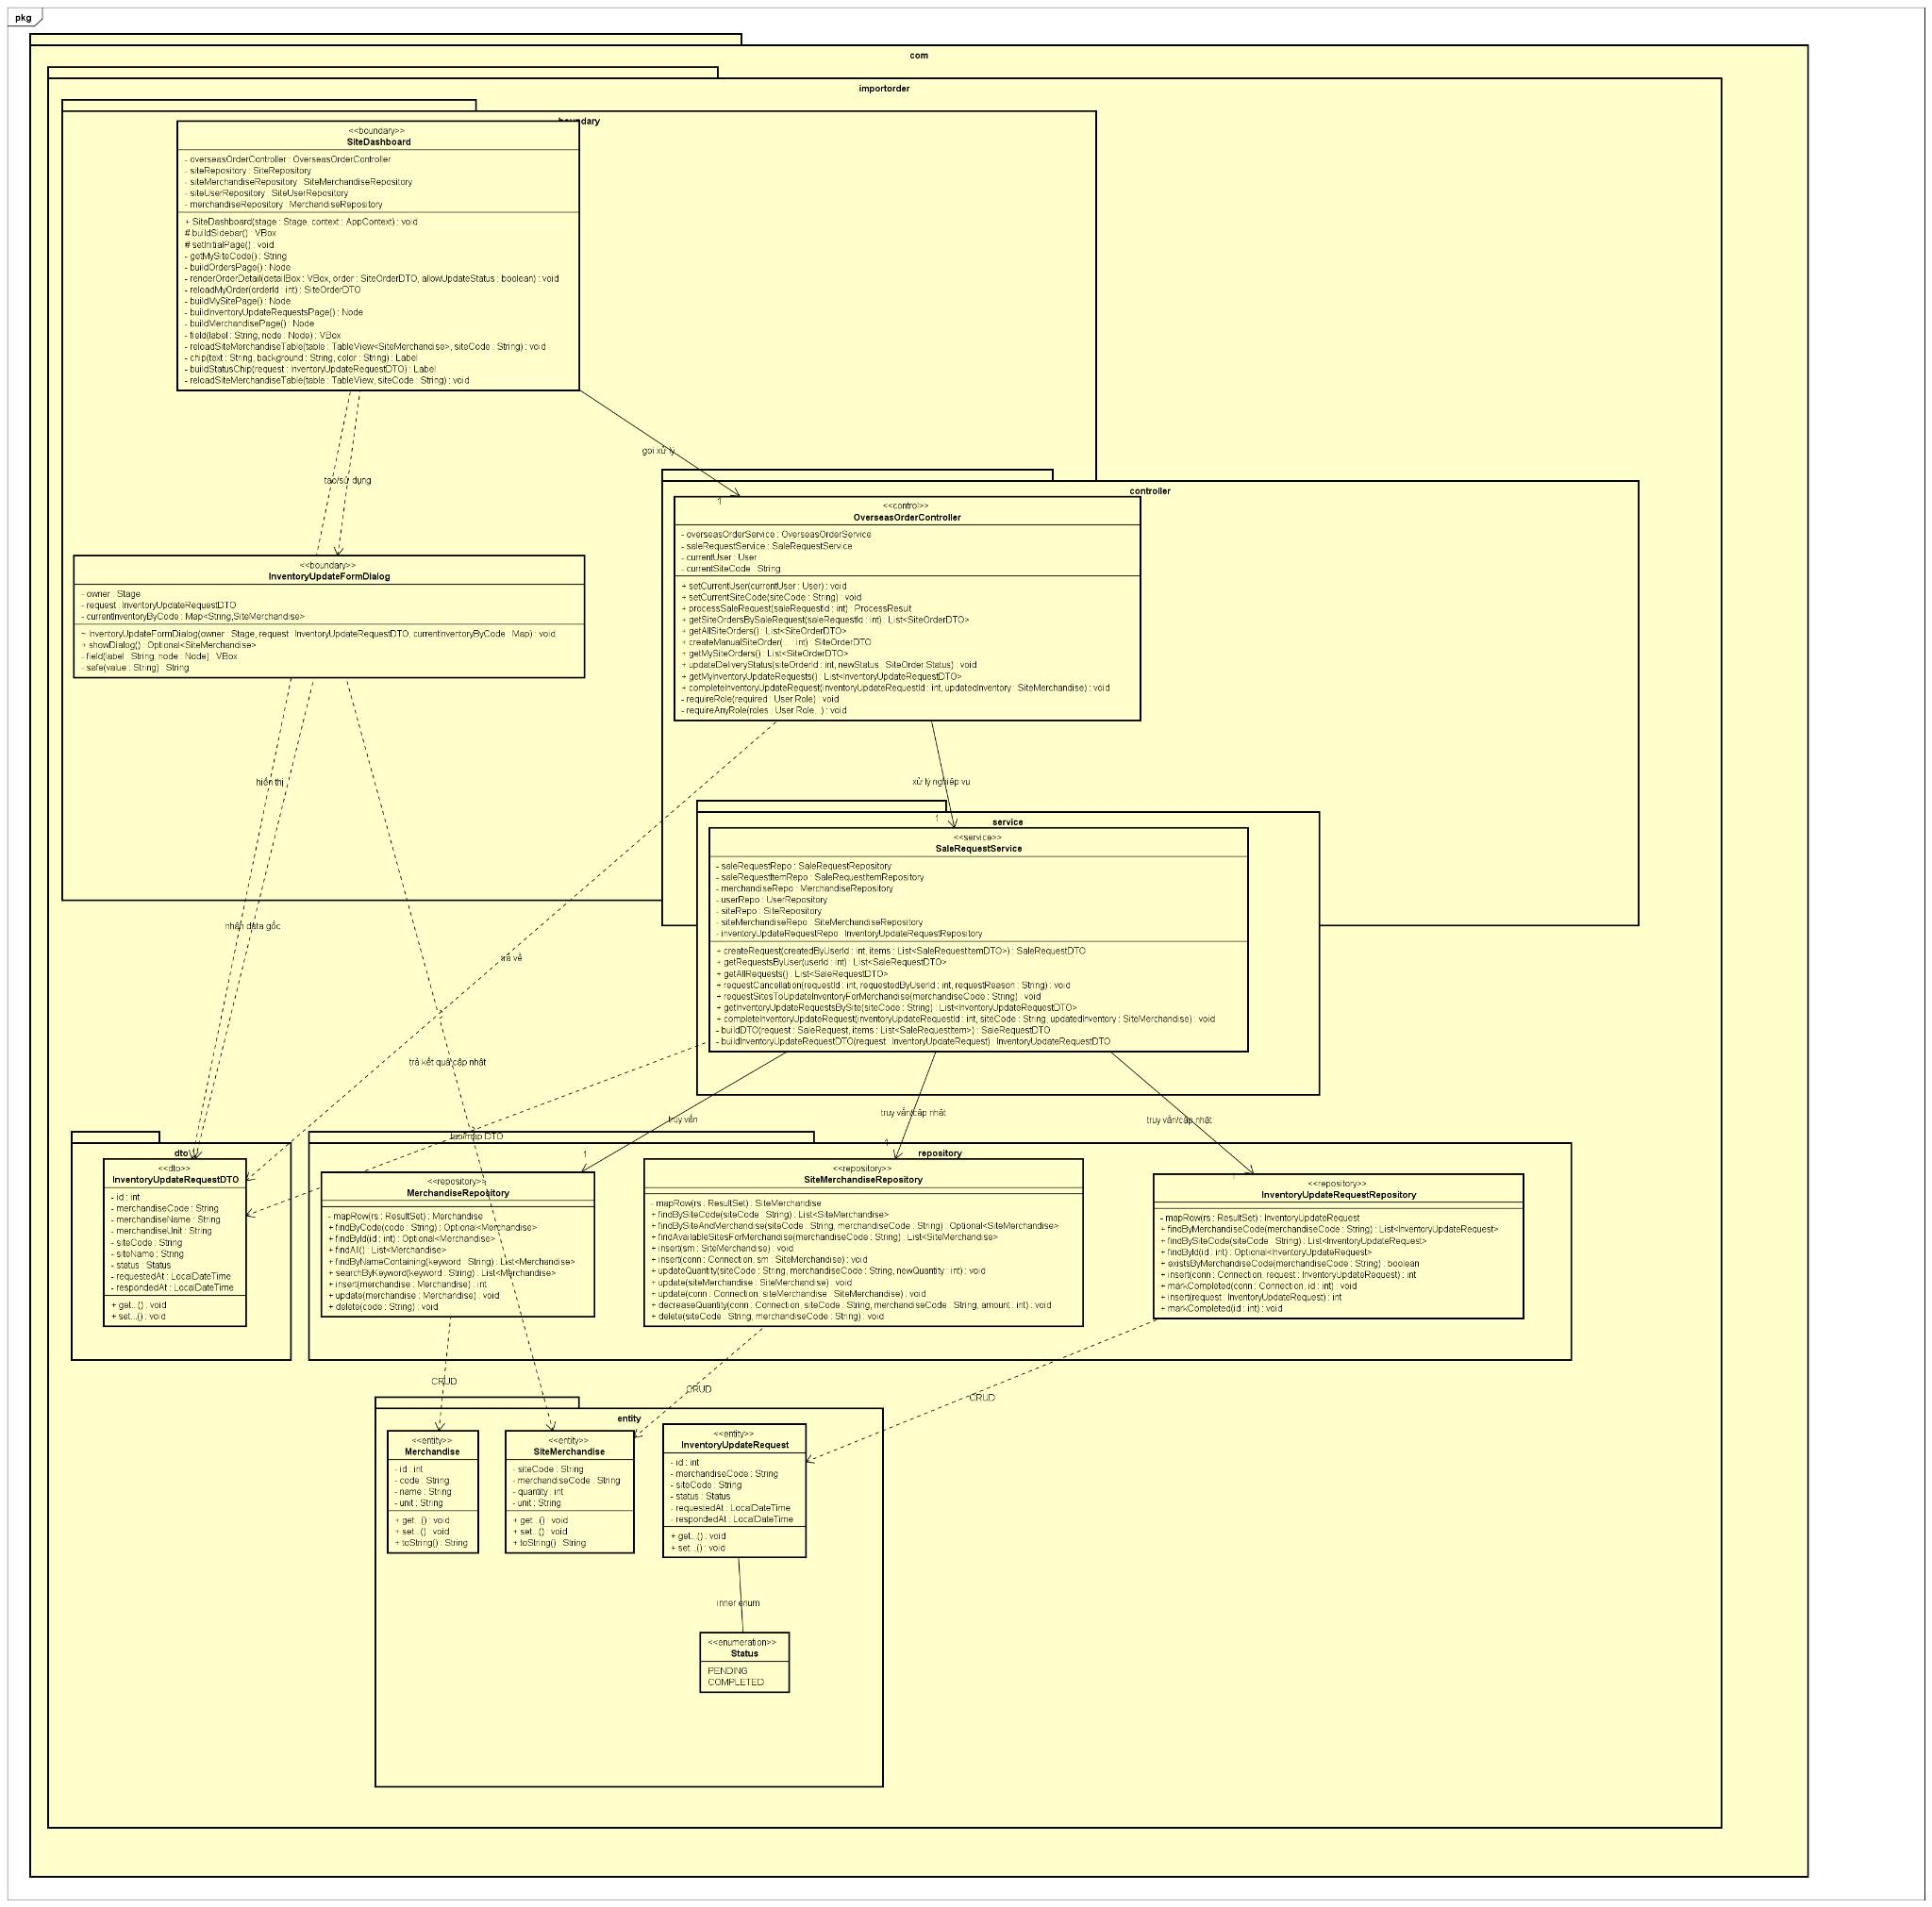 pkg
com
importorder
boundary
<<boundary>>
SiteDashboard
- overseasOrderController : OverseasOrderController
- siteRepository : SiteRepository
- siteMerchandiseRepository : SiteMerchandiseRepository
- siteUserRepository : SiteUserRepository
- merchandiseRepository : MerchandiseRepository
+ SiteDashboard(stage : Stage, context : AppContext) : void
# buildSidebar() : VBox
# setInitialPage() : void
- getMySiteCode() : String
- buildOrdersPage() : Node
- renderOrderDetail(detailBox : VBox, order : SiteOrderDTO, allowUpdateStatus : boolean) : void
- reloadMyOrder(orderId : int) : SiteOrderDTO
- buildMySitePage() : Node
- buildInventoryUpdateRequestsPage() : Node
- buildMerchandisePage() : Node
- field(label : String, node : Node) : VBox
- reloadSiteMerchandiseTable(table : TableView<SiteMerchandise>, siteCode : String) : void
- chip(text : String, background : String, color : String) : Label
- buildStatusChip(request : InventoryUpdateRequestDTO) : Label
- reloadSiteMerchandiseTable(table : TableView, siteCode : String) : void
gọi xử lý
tạo/sử dụng
1
controller
<<control>>
OverseasOrderController
- overseasOrderService : OverseasOrderService
- saleRequestService : SaleRequestService
- currentUser : User
- currentSiteCode : String
+ setCurrentUser(currentUser : User) : void
+ setCurrentSiteCode(siteCode : String) : void
+ processSaleRequest(saleRequestId : int) : ProcessResult
+ getSiteOrdersBySaleRequest(saleRequestId : int) : List<SiteOrderDTO>
+ getAllSiteOrders() : List<SiteOrderDTO>
+ createManualSiteOrder(... : int) : SiteOrderDTO
+ getMySiteOrders() : List<SiteOrderDTO>
+ updateDeliveryStatus(siteOrderId : int, newStatus : SiteOrder.Status) : void
+ getMyInventoryUpdateRequests() : List<InventoryUpdateRequestDTO>
+ completeInventoryUpdateRequest(inventoryUpdateRequestId : int, updatedInventory : SiteMerchandise) : void
- requireRole(required : User.Role) : void
- requireAnyRole(roles : User.Role...) : void
<<boundary>>
InventoryUpdateFormDialog
- owner : Stage
- request : InventoryUpdateRequestDTO
- currentInventoryByCode : Map<String,SiteMerchandise>
~ InventoryUpdateFormDialog(owner : Stage, request : InventoryUpdateRequestDTO, currentInventoryByCode : Map) : void
+ showDialog() : Optional<SiteMerchandise>
- field(label : String, node : Node) : VBox
- safe(value : String) : String
hiển thị
xử lý nghiệp vụ
1
service
<<service>>
SaleRequestService
- saleRequestRepo : SaleRequestRepository
- saleRequestItemRepo : SaleRequestItemRepository
- merchandiseRepo : MerchandiseRepository
- userRepo : UserRepository
- siteRepo : SiteRepository
- siteMerchandiseRepo : SiteMerchandiseRepository
- inventoryUpdateRequestRepo : InventoryUpdateRequestRepository
+ createRequest(createdByUserId : int, items : List<SaleRequestItemDTO>) : SaleRequestDTO
+ getRequestsByUser(userId : int) : List<SaleRequestDTO>
+ getAllRequests() : List<SaleRequestDTO>
+ requestCancellation(requestId : int, requestedByUserId : int, requestReason : String) : void
+ requestSitesToUpdateInventoryForMerchandise(merchandiseCode : String) : void
+ getInventoryUpdateRequestsBySite(siteCode : String) : List<InventoryUpdateRequestDTO>
+ completeInventoryUpdateRequest(inventoryUpdateRequestId : int, siteCode : String, updatedInventory : SiteMerchandise) : void
- buildDTO(request : SaleRequest, items : List<SaleRequestItem>) : SaleRequestDTO
- buildInventoryUpdateRequestDTO(request : InventoryUpdateRequest) : InventoryUpdateRequestDTO
nhận data gốc
trả về
trả kết quả cập nhật
truy vấn
truy vấn/cập nhật
truy vấn/cập nhật
tạo/map DTO
1
1
1
dto
<<dto>>
InventoryUpdateRequestDTO
- id : int
- merchandiseCode : String
- merchandiseName : String
- merchandiseUnit : String
- siteCode : String
- siteName : String
- status : Status
- requestedAt : LocalDateTime
- respondedAt : LocalDateTime
+ get...() : void
+ set...() : void
repository
<<repository>>
MerchandiseRepository
- mapRow(rs : ResultSet) : Merchandise
+ findByCode(code : String) : Optional<Merchandise>
+ findById(id : int) : Optional<Merchandise>
+ findAll() : List<Merchandise>
+ findByNameContaining(keyword : String) : List<Merchandise>
+ searchByKeyword(keyword : String) : List<Merchandise>
+ insert(merchandise : Merchandise) : int
+ update(merchandise : Merchandise) : void
+ delete(code : String) : void
<<repository>>
SiteMerchandiseRepository
- mapRow(rs : ResultSet) : SiteMerchandise
+ findBySiteCode(siteCode : String) : List<SiteMerchandise>
+ findBySiteAndMerchandise(siteCode : String, merchandiseCode : String) : Optional<SiteMerchandise>
+ findAvailableSitesForMerchandise(merchandiseCode : String) : List<SiteMerchandise>
+ insert(sm : SiteMerchandise) : void
+ insert(conn : Connection, sm : SiteMerchandise) : void
+ updateQuantity(siteCode : String, merchandiseCode : String, newQuantity : int) : void
+ update(siteMerchandise : SiteMerchandise) : void
+ update(conn : Connection, siteMerchandise : SiteMerchandise) : void
+ decreaseQuantity(conn : Connection, siteCode : String, merchandiseCode : String, amount : int) : void
+ delete(siteCode : String, merchandiseCode : String) : void
<<repository>>
InventoryUpdateRequestRepository
- mapRow(rs : ResultSet) : InventoryUpdateRequest
+ findByMerchandiseCode(merchandiseCode : String) : List<InventoryUpdateRequest>
+ findBySiteCode(siteCode : String) : List<InventoryUpdateRequest>
+ findById(id : int) : Optional<InventoryUpdateRequest>
+ existsByMerchandiseCode(merchandiseCode : String) : boolean
+ insert(conn : Connection, request : InventoryUpdateRequest) : int
+ markCompleted(conn : Connection, id : int) : void
+ insert(request : InventoryUpdateRequest) : int
+ markCompleted(id : int) : void
CRUD
CRUD
CRUD
entity
<<entity>>
Merchandise
- id : int
- code : String
- name : String
- unit : String
+ get...() : void
+ set...() : void
+ toString() : String
<<entity>>
SiteMerchandise
- siteCode : String
- merchandiseCode : String
- quantity : int
- unit : String
+ get...() : void
+ set...() : void
+ toString() : String
<<entity>>
InventoryUpdateRequest
- id : int
- merchandiseCode : String
- siteCode : String
- status : Status
- requestedAt : LocalDateTime
- respondedAt : LocalDateTime
+ get...() : void
+ set...() : void
inner enum
<<enumeration>>
Status
PENDING
COMPLETED